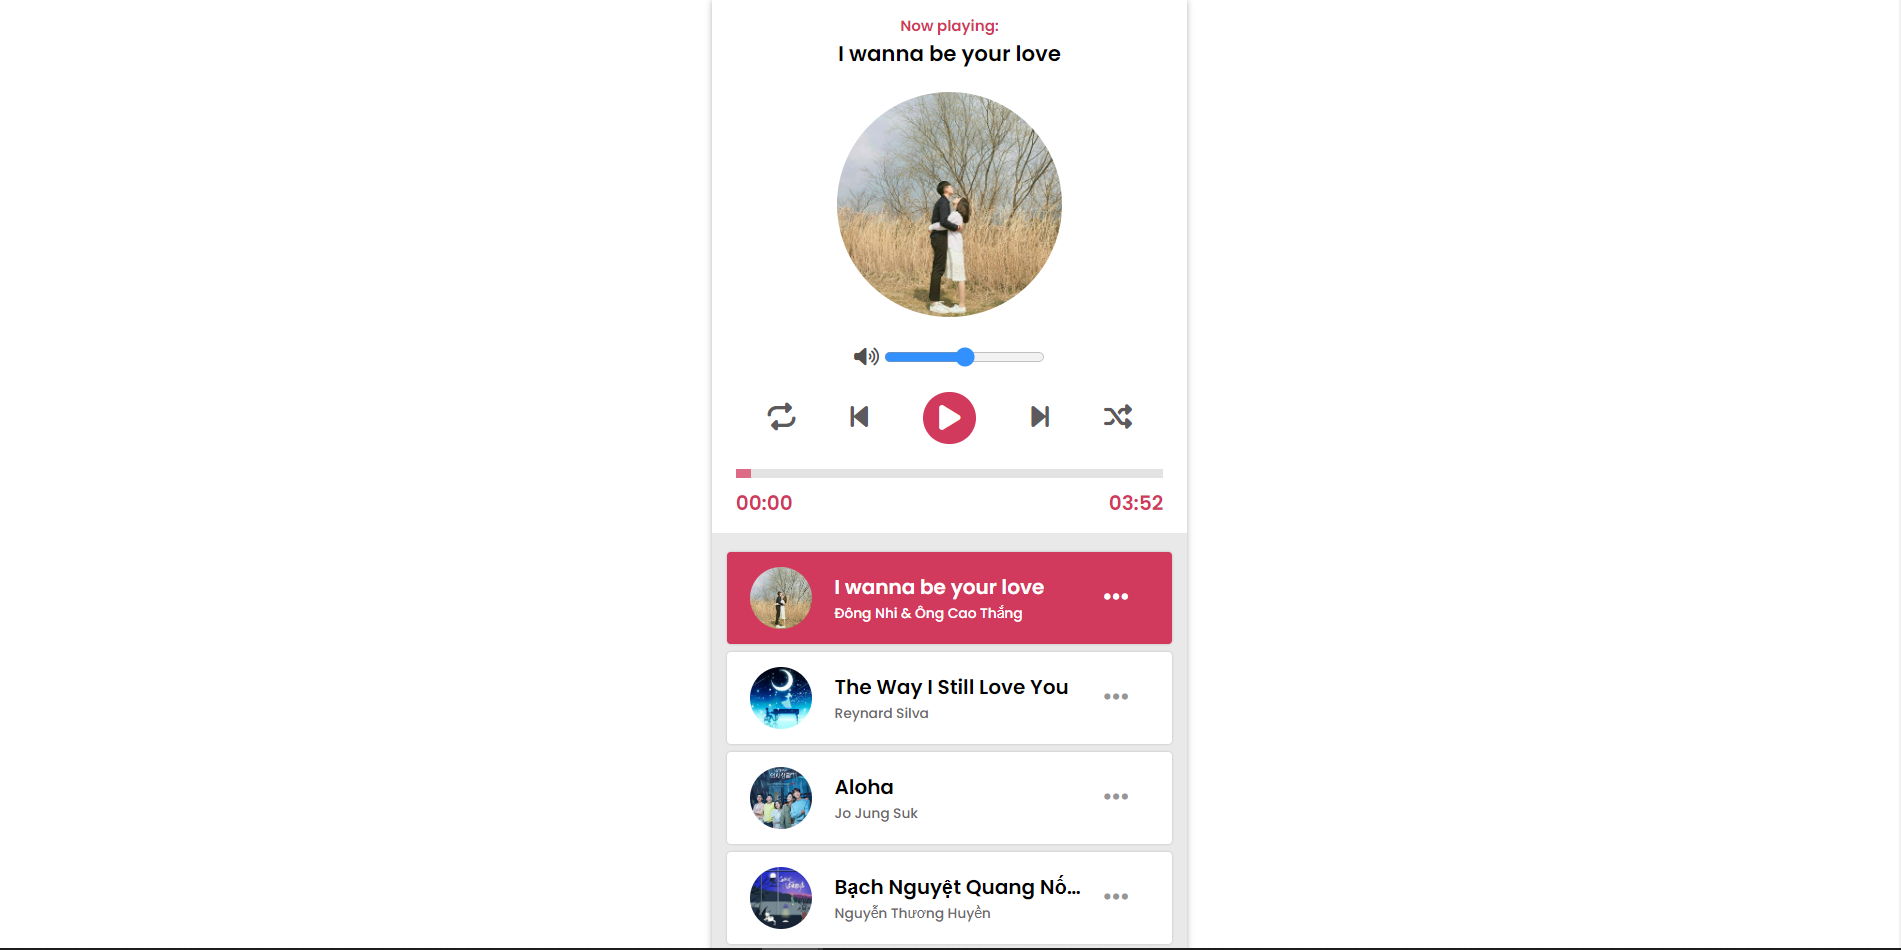 Now playing:
I wanna be your love
00:00
03:52
I wanna be your love
Đông Nhi & Ông Cao Thắng
The Way I Still Love You
Reynard Silva
Aloha
Jo Jung Suk
Bạch Nguyệt Quang Nố...
Nguyễn Thương Huyền